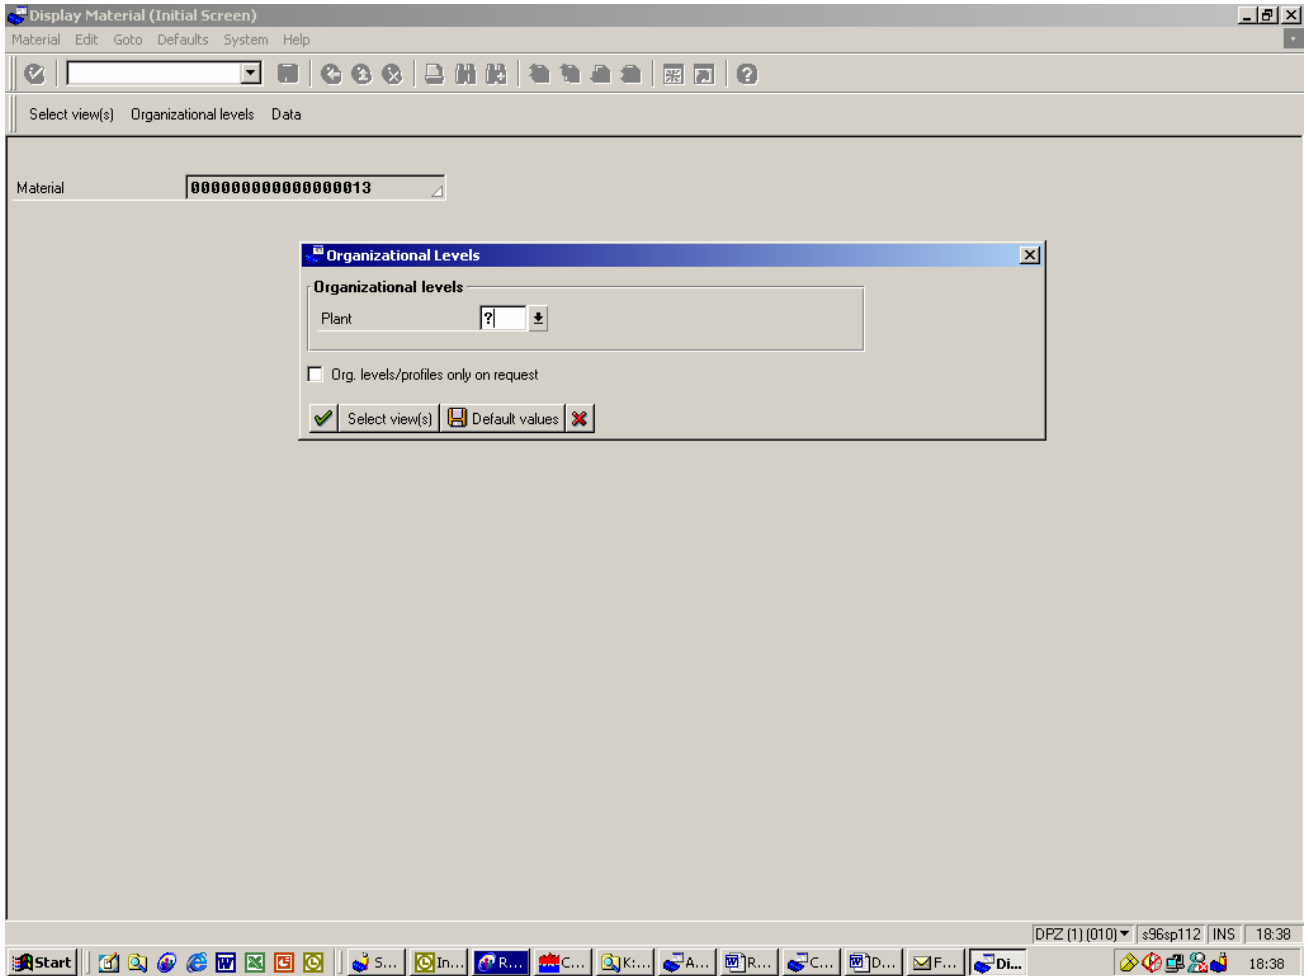 Display Material (Initial Screen)
Material Edit Goto Defaults System Help
Select view(s) Organizational levels Data
Material 000000000000000013
Organizational Levels
Organizational levels
Plant ?
Org. levels/profiles only on request
Select view(s) Default values
DPZ (1) (010) s96sp112 INS 18:38
Start S... In... R... C... K:... A... R... C... D... F... Di... 18:38